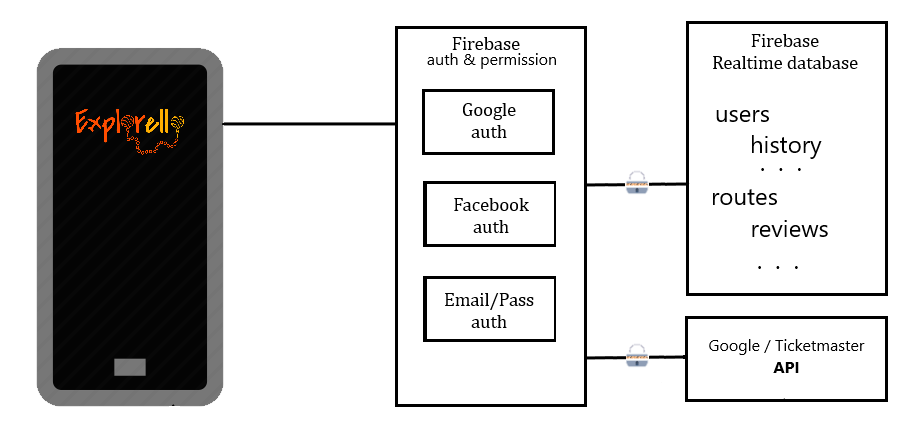 Explorello
Firebase
auth & permission
Google
auth
Facebook
auth
Email/Pass
auth
Firebase
Realtime database
users
history
. . .
routes
reviews
. . .
Google / Ticketmaster
API